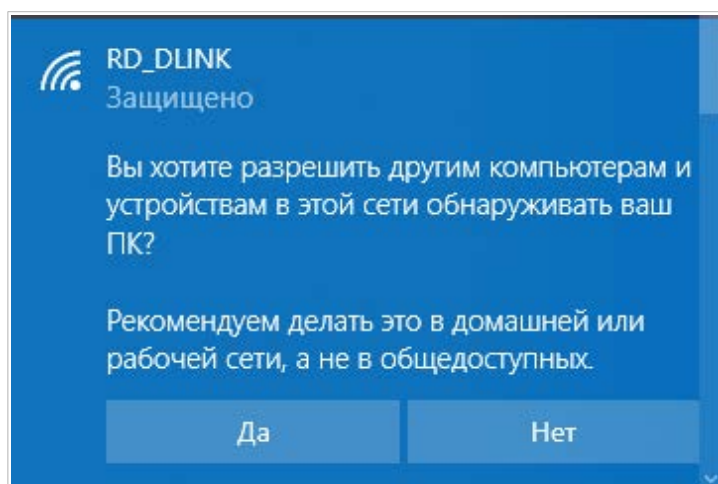 RD_DLINK
Защищено
Вы хотите разрешить другим компьютерам и
устройствам в этой сети обнаруживать ваш
ПК?
Рекомендуем делать это в домашней или
рабочей сети, а не в общедоступных.
Да
Нет